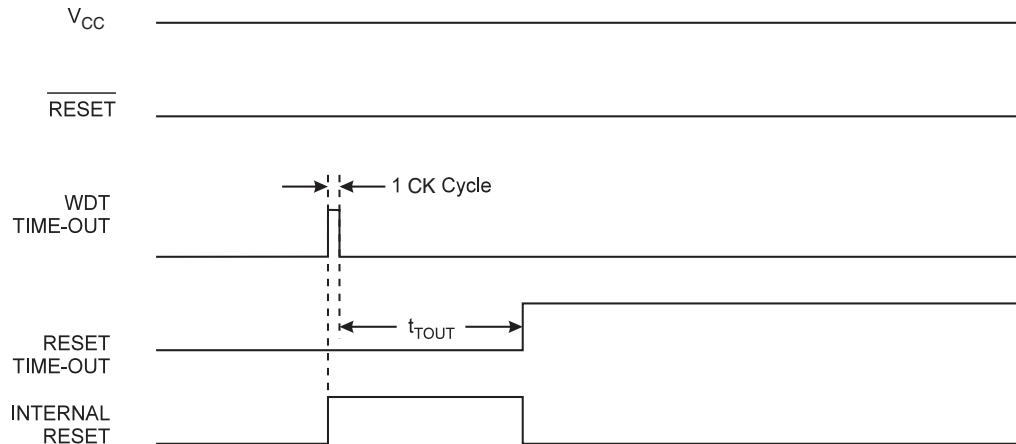 VCC
RESET
1 CK Cycle
WDT
TIME-OUT
tTOUT
RESET
TIME-OUT
INTERNAL
RESET